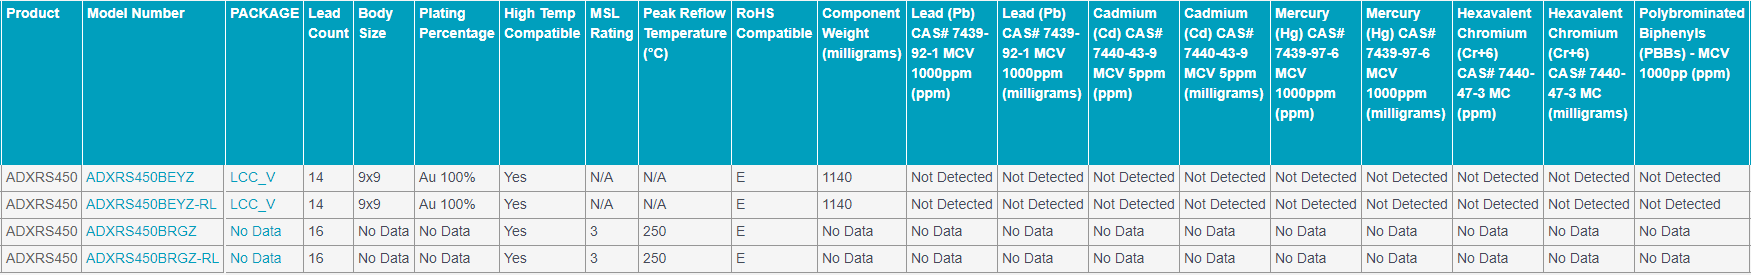 Product Model Number PACKAGE Lead Count Body Size Plating Percentage High Temp Compatible MSL Rating Peak Reflow Temperature (°C) RoHS Compatible Component Weight (milligrams) Lead (Pb) CAS# 7439-92-1 MCV 1000ppm (ppm) Lead (Pb) CAS# 7439-92-1 MCV 1000ppm (milligrams) Cadmium (Cd) CAS# 7440-43-9 MCV 5ppm (ppm) Cadmium (Cd) CAS# 7440-43-9 MCV 5ppm (milligrams) Mercury (Hg) CAS# 7439-97-6 MCV 1000ppm (ppm) Mercury (Hg) CAS# 7439-97-6 MCV 1000ppm (milligrams) Hexavalent Chromium (Cr+6) CAS# 7440-47-3 MC (ppm) Hexavalent Chromium (Cr+6) CAS# 7440-47-3 MC (milligrams) Polybrominated Biphenyls (PBBs) - MCV 1000pp (ppm)
ADXRS450 ADXRS450BEYZ LCC_V 14 9x9 Au 100% Yes N/A N/A E 1140 Not Detected Not Detected Not Detected Not Detected Not Detected Not Detected Not Detected Not Detected Not Detected
ADXRS450 ADXRS450BEYZ-RL LCC_V 14 9x9 Au 100% Yes N/A N/A E 1140 Not Detected Not Detected Not Detected Not Detected Not Detected Not Detected Not Detected Not Detected Not Detected
ADXRS450 ADXRS450BRGZ No Data 16 No Data No Data Yes 3 250 E No Data No Data No Data No Data No Data No Data No Data No Data No Data No Data
ADXRS450 ADXRS450BRGZ-RL No Data 16 No Data No Data Yes 3 250 E No Data No Data No Data No Data No Data No Data No Data No Data No Data No Data